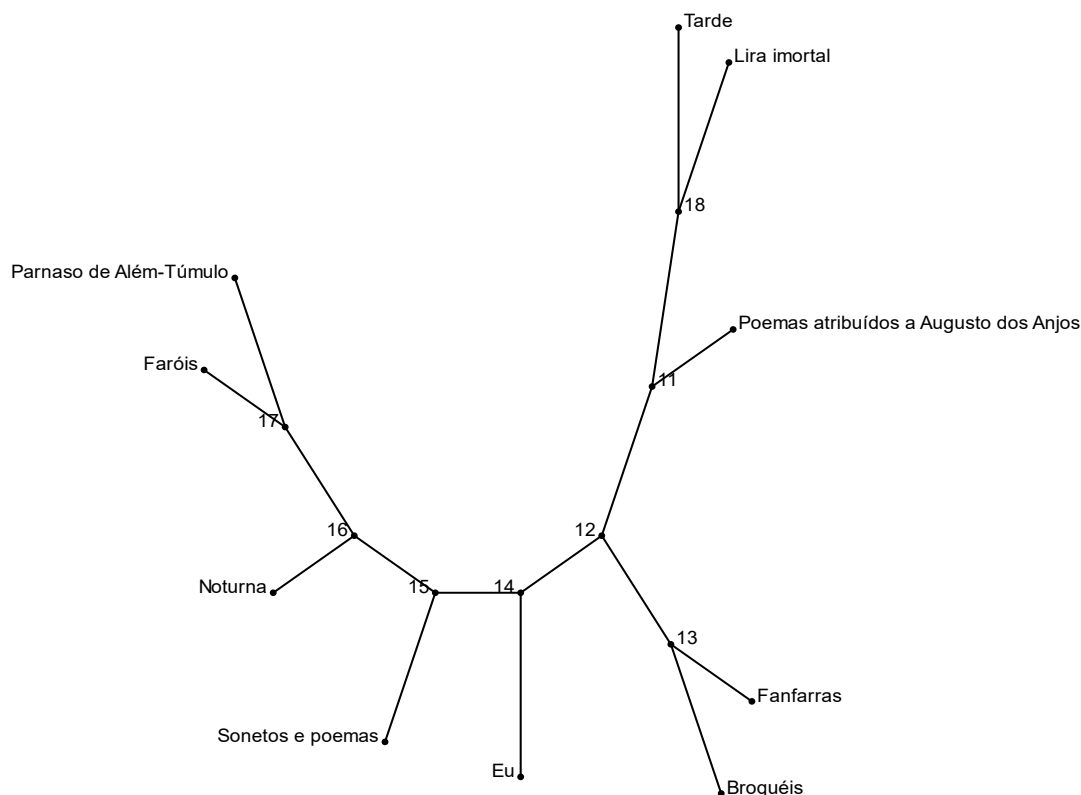 Tarde
Lira imortal
18
Parnaso de Além-Túmulo
Poemas atribuídos a Augusto dos Anjos
Faróis
11
17
16
12
Noturna
15
14
13
Fanfarras
Sonetos e poemas
Eu
Broquéis